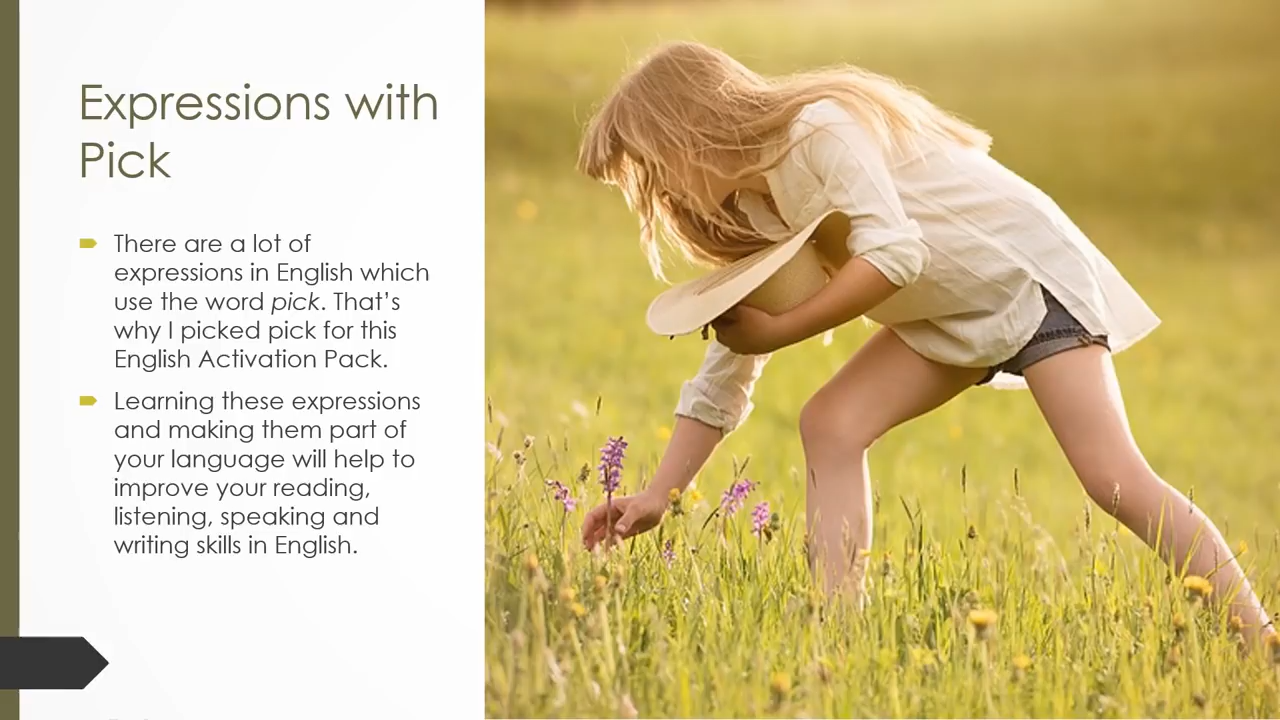 Expressions with
Pick
There are a lot of
expressions in English which
use the word pick. That’s
why I picked pick for this
English Activation Pack.
Learning these expressions
and making them part of
your language will help to
improve your reading,
listening, speaking and
writing skills in English.